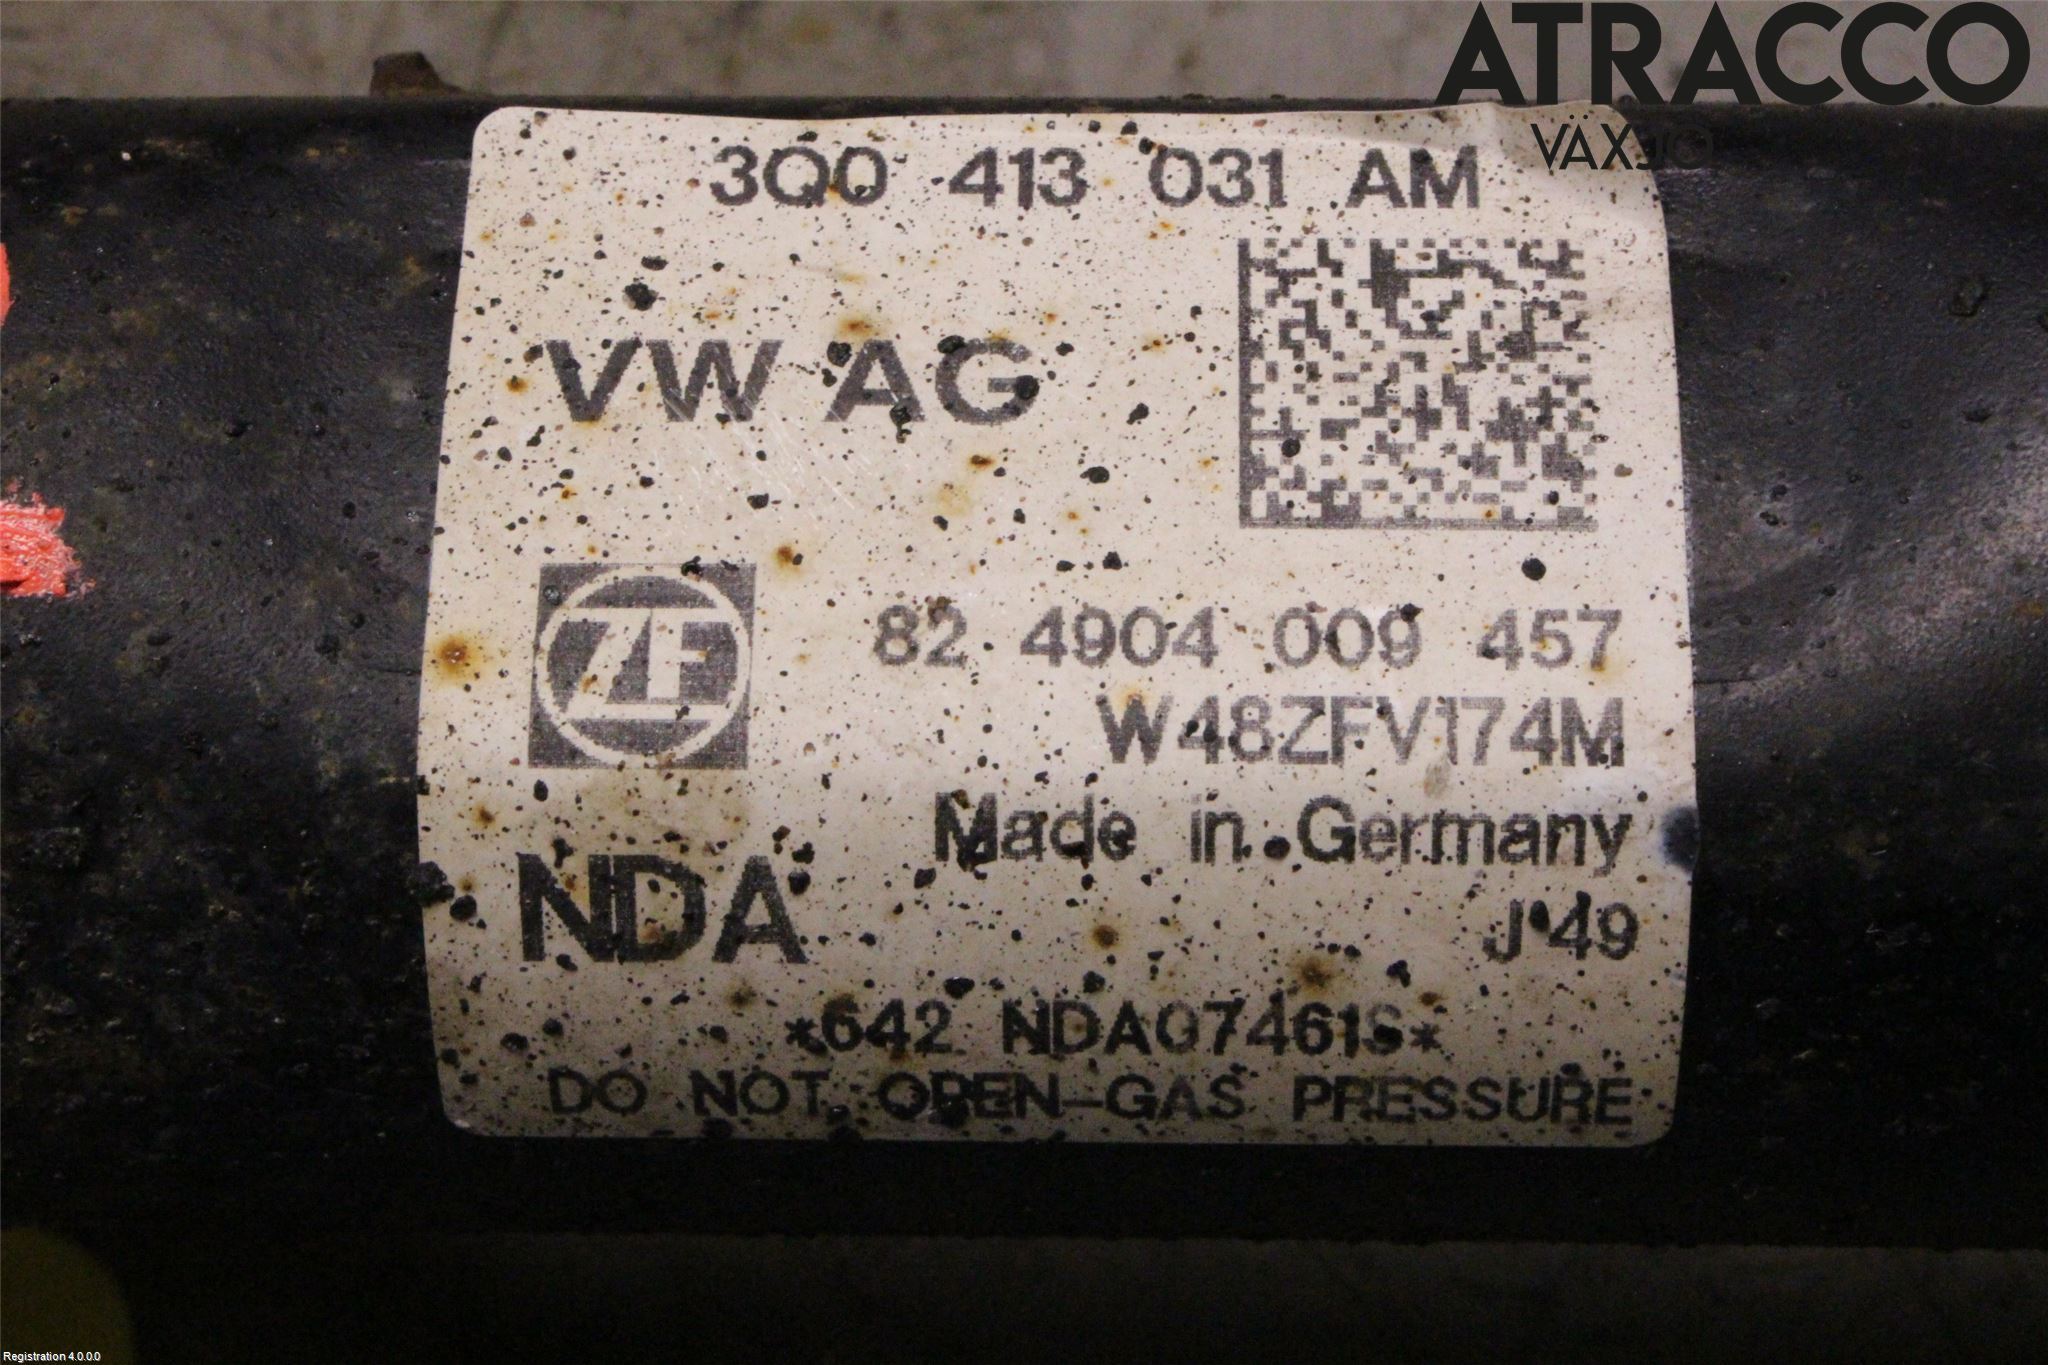 ATRACCO
VÄXJÖ
3Q0 413 031 AM
VW AG
ZF
82 4904 009 457
W48ZFV174M
Made in Germany
NDA
J 49
*642 NDA07461S*
DO NOT OPEN-GAS PRESSURE
Registration 4.0.0.0